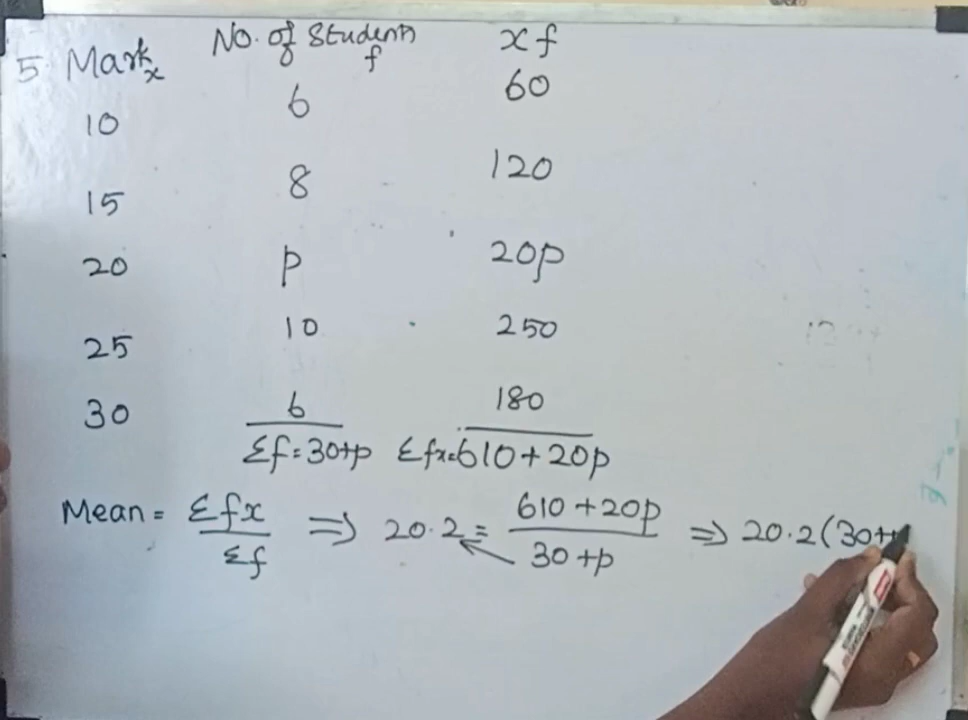 5. Mark x No. of Students f xf
10 6 60
15 8 120
20 p 20p
25 10 250
30 6 180
Σf=30+p Σfx=610+20p
Mean = Σfx/Σf ⇒ 20.2 = 610+20p/30+p ⇒ 20.2(30+